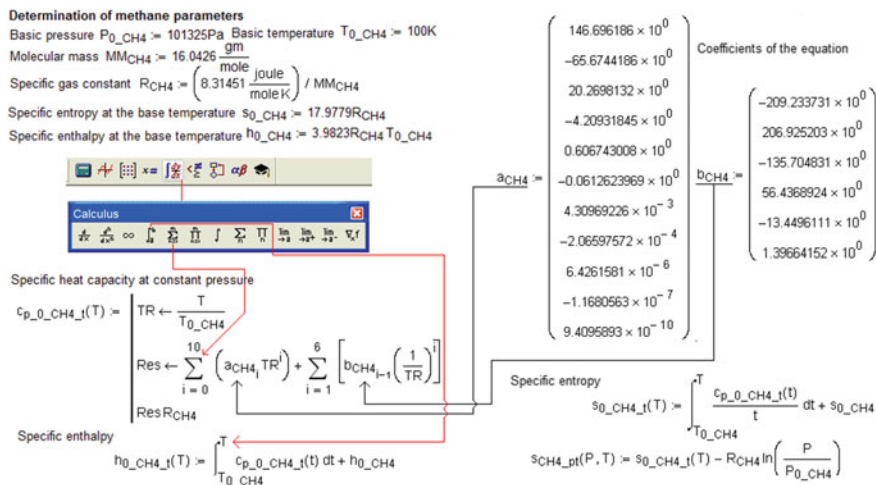 Determination of methane parameters
Basic pressure P0_CH4 := 101325Pa Basic temperature T0_CH4 := 100K
Molecular mass MMCH4 := 16.0426 gm/mole
Specific gas constant RCH4 := (8.31451 joule/mole K) / MMCH4
Specific entropy at the base temperature s0_CH4 := 17.9779RCH4
Specific enthalpy at the base temperature h0_CH4 := 3.9823RCH4 T0_CH4
Calculus
Specific heat capacity at constant pressure
cp_0_CH4_t(T) := | TR ← T/T0_CH4
Res ← ∑ i = 0 10 (aCH4i TR^i) + ∑ i = 1 6 [bCH4i−1 (1/TR)^i]
Res RCH4
Specific enthalpy
h0_CH4_t(T) := ∫ T0_CH4 T cp_0_CH4_t(t) dt + h0_CH4
aCH4 :=
146.696186 × 10^0
−65.6744186 × 10^0
20.2698132 × 10^0
−4.20931845 × 10^0
0.606743008 × 10^0
−0.0612623969 × 10^0
4.30969226 × 10^−3
−2.06597572 × 10^−4
6.4261581 × 10^−6
−1.1680563 × 10^−7
9.4095893 × 10^−10
Coefficients of the equation
bCH4 :=
−209.233731 × 10^0
206.925203 × 10^0
−135.704831 × 10^0
56.4368924 × 10^0
−13.4496111 × 10^0
1.39664152 × 10^0
Specific entropy
s0_CH4_t(T) := ∫ T0_CH4 T cp_0_CH4_t(t)/t dt + s0_CH4
sCH4_pt(P, T) := s0_CH4_t(T) − RCH4 ln(P/P0_CH4)